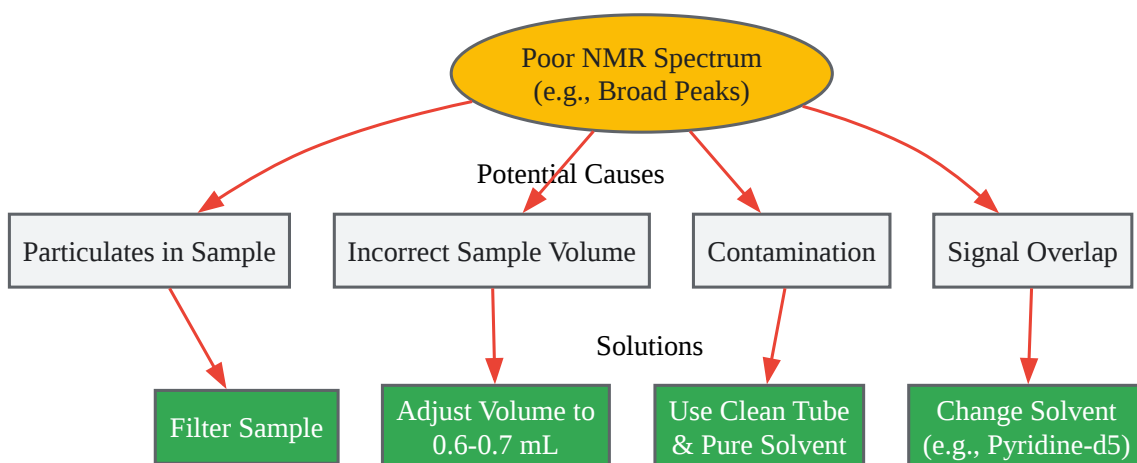 Poor NMR Spectrum
(e.g., Broad Peaks)
Potential Causes
Particulates in Sample
Incorrect Sample Volume
Contamination
Signal Overlap
Solutions
Filter Sample
Adjust Volume to
0.6-0.7 mL
Use Clean Tube
& Pure Solvent
Change Solvent
(e.g., Pyridine-d5)